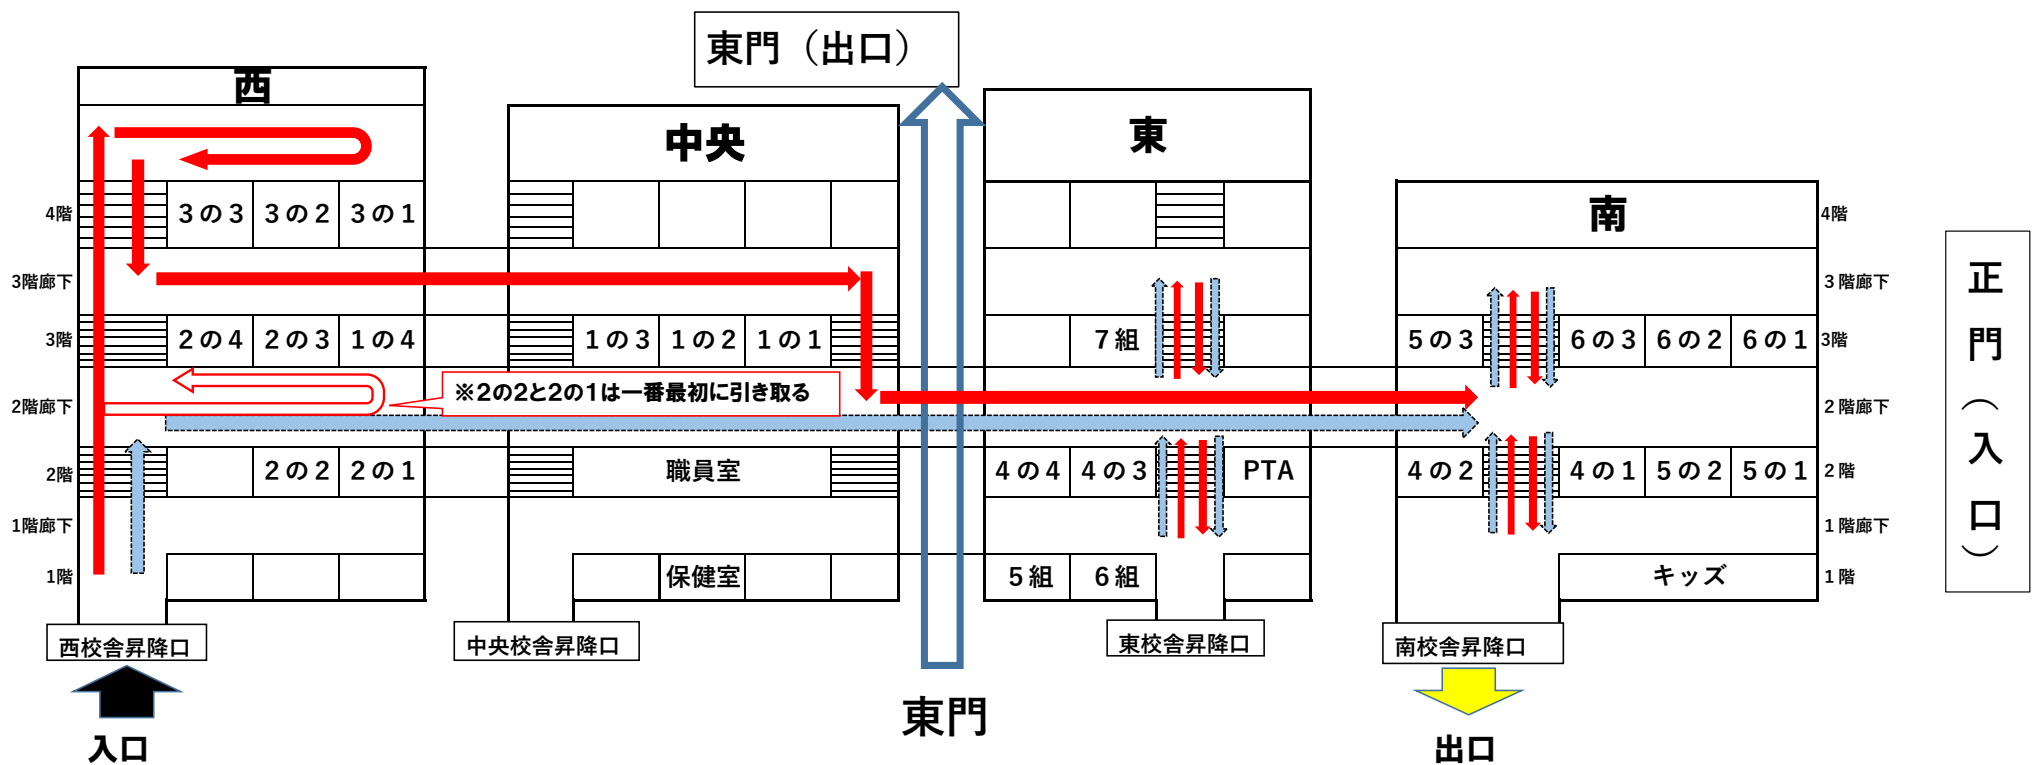 東門（出口）
西
中央
東
南
4階
３の３
３の２
３の１
4階
3階廊下
３階廊下
3階
２の４
２の３
１の４
１の３
１の２
１の１
７組
５の３
６の３
６の２
６の１
3階
2階廊下
※2の2と2の1は一番最初に引き取る
２階廊下
2階
２の２
２の１
職員室
４の４
４の３
PTA
４の２
４の１
５の２
５の１
２階
1階廊下
１階廊下
1階
保健室
５組
６組
キッズ
１階
正門（入口）
西校舎昇降口
中央校舎昇降口
東校舎昇降口
南校舎昇降口
入口
東門
出口